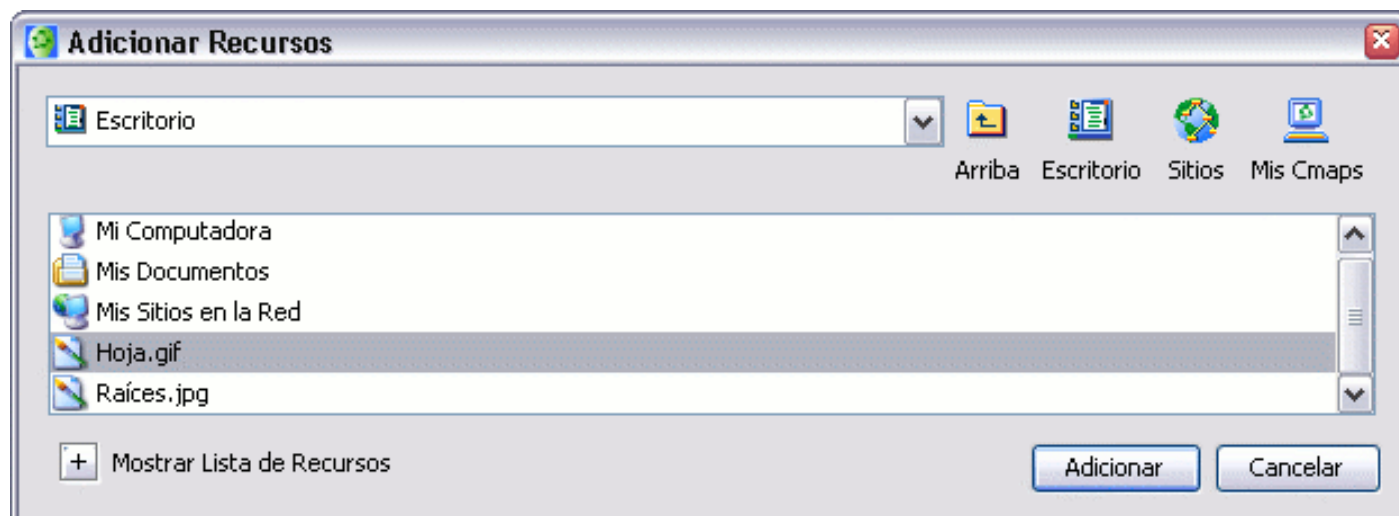 Adicionar Recursos
Escritorio
Arriba Escritorio Sitios Mis Cmaps
Mi Computadora
Mis Documentos
Mis Sitios en la Red
Hoja.gif
Raíces.jpg
+ Mostrar Lista de Recursos Adicionar Cancelar